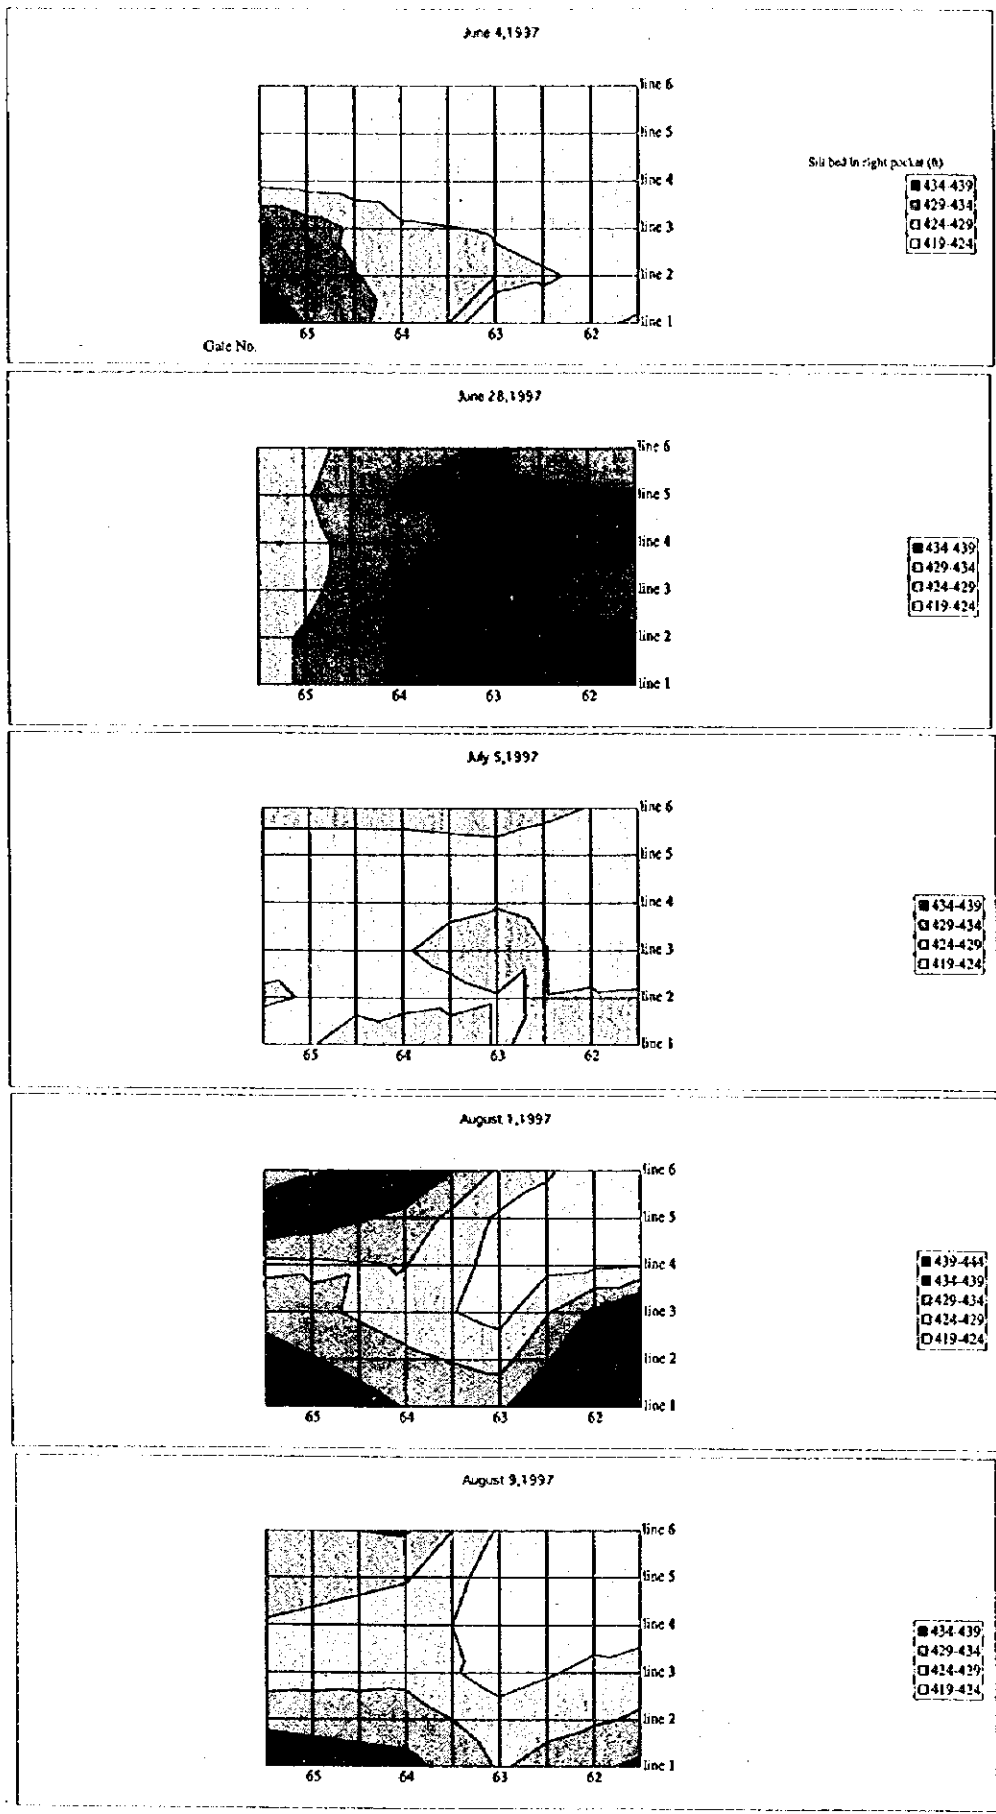 June 4,1997
line 6
line 5
line 4
line 3
line 2
line 1
65 64 63 62
Gate No.
Silt bed in right pocket (ft)
434-439
429-434
424-429
419-424
June 28,1997
line 6
line 5
line 4
line 3
line 2
line 1
65 64 63 62
434-439
429-434
424-429
419-424
July 5,1997
line 6
line 5
line 4
line 3
line 2
line 1
65 64 63 62
434-439
429-434
424-429
419-424
August 1,1997
line 6
line 5
line 4
line 3
line 2
line 1
65 64 63 62
439-444
434-439
429-434
424-429
419-424
August 9,1997
line 6
line 5
line 4
line 3
line 2
line 1
65 64 63 62
434-439
429-434
424-429
419-424